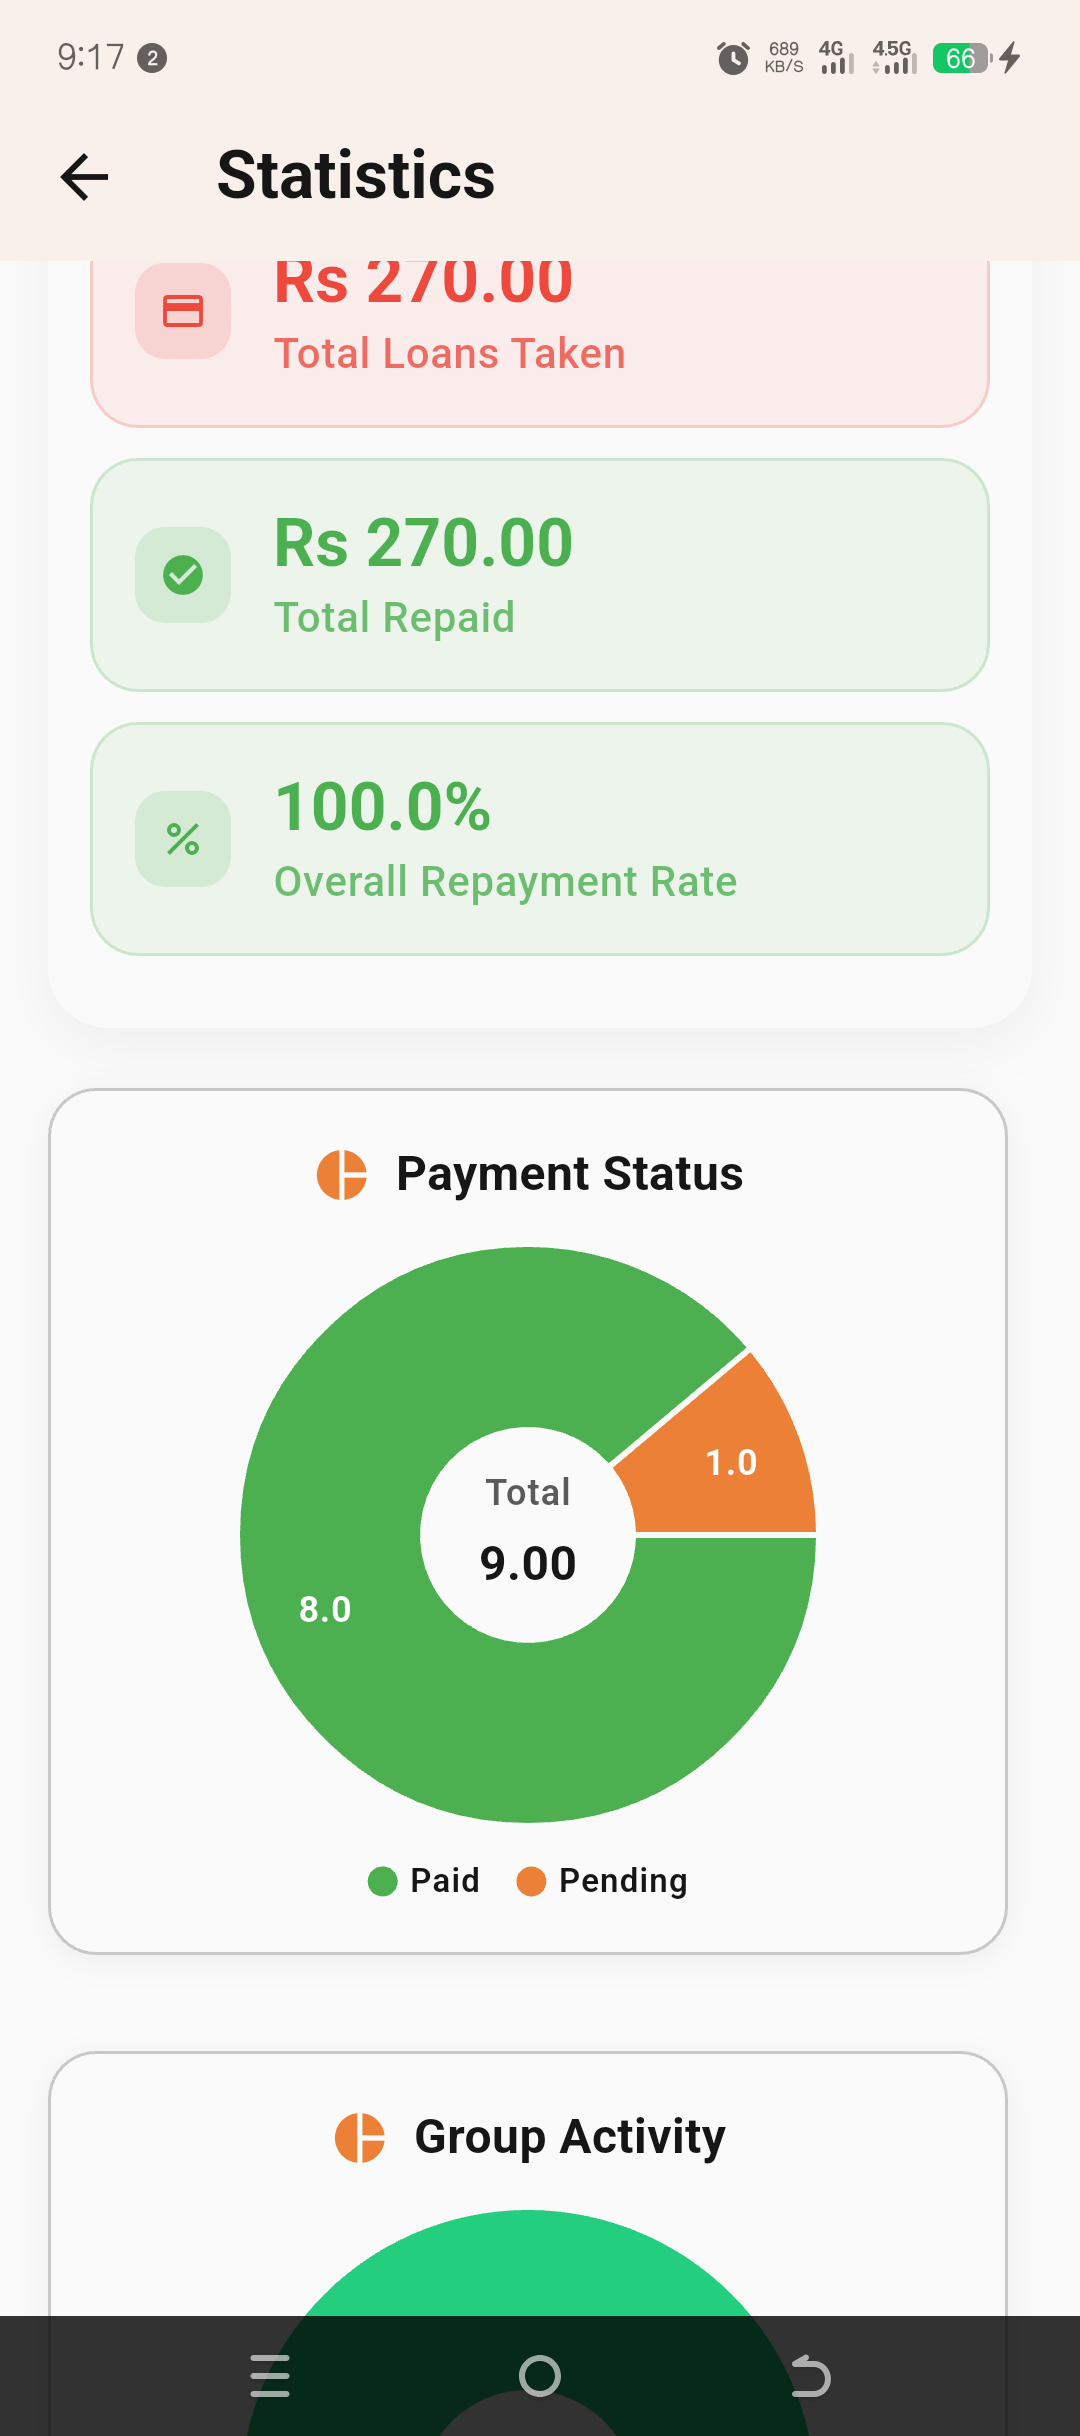 9:17 2 689 KB/S 4G 4.5G 66
Statistics
Rs 270.00
Total Loans Taken
Rs 270.00
Total Repaid
100.0%
Overall Repayment Rate
Payment Status
1.0
Total
9.00
8.0
Paid Pending
Group Activity